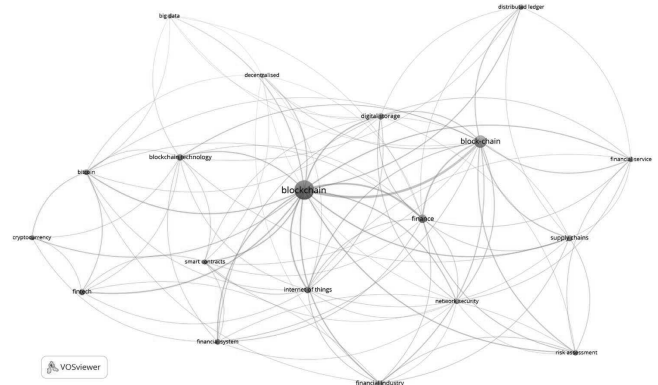 distributed ledger
big data
decentralised
digital storage
block-chain
blockchain technology
financial service
bitcoin
blockchain
finance
cryptocurrency
supply chains
smart contracts
internet of things
fintech
network security
financial system
risk assessment
VOSviewer
financial industry